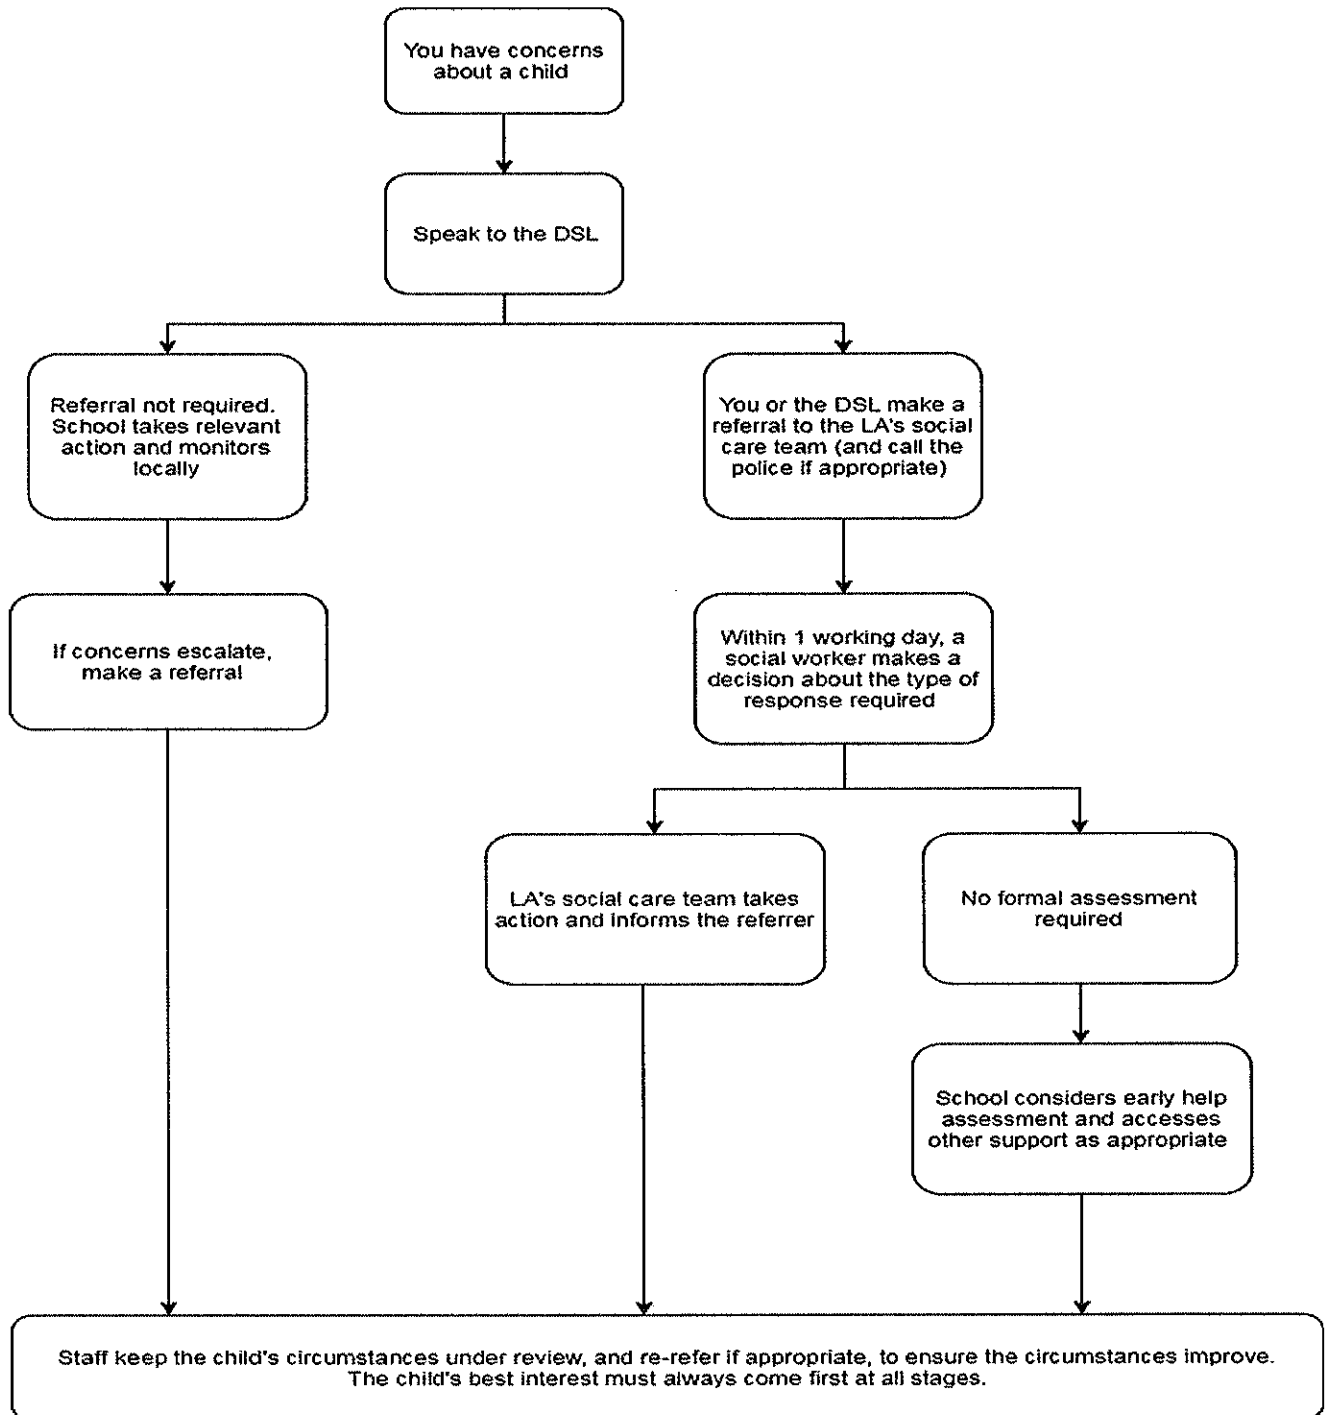 You have concerns
about a child
Speak to the DSL
Referral not required.
School takes relevant
action and monitors
locally
You or the DSL make a
referral to the LA's social
care team (and call the
police if appropriate)
If concerns escalate,
make a referral
Within 1 working day, a
social worker makes a
decision about the type of
response required
LA's social care team takes
action and informs the referrer
No formal assessment
required
School considers early help
assessment and accesses
other support as appropriate
Staff keep the child's circumstances under review, and re-refer if appropriate, to ensure the circumstances improve.
The child's best interest must always come first at all stages.